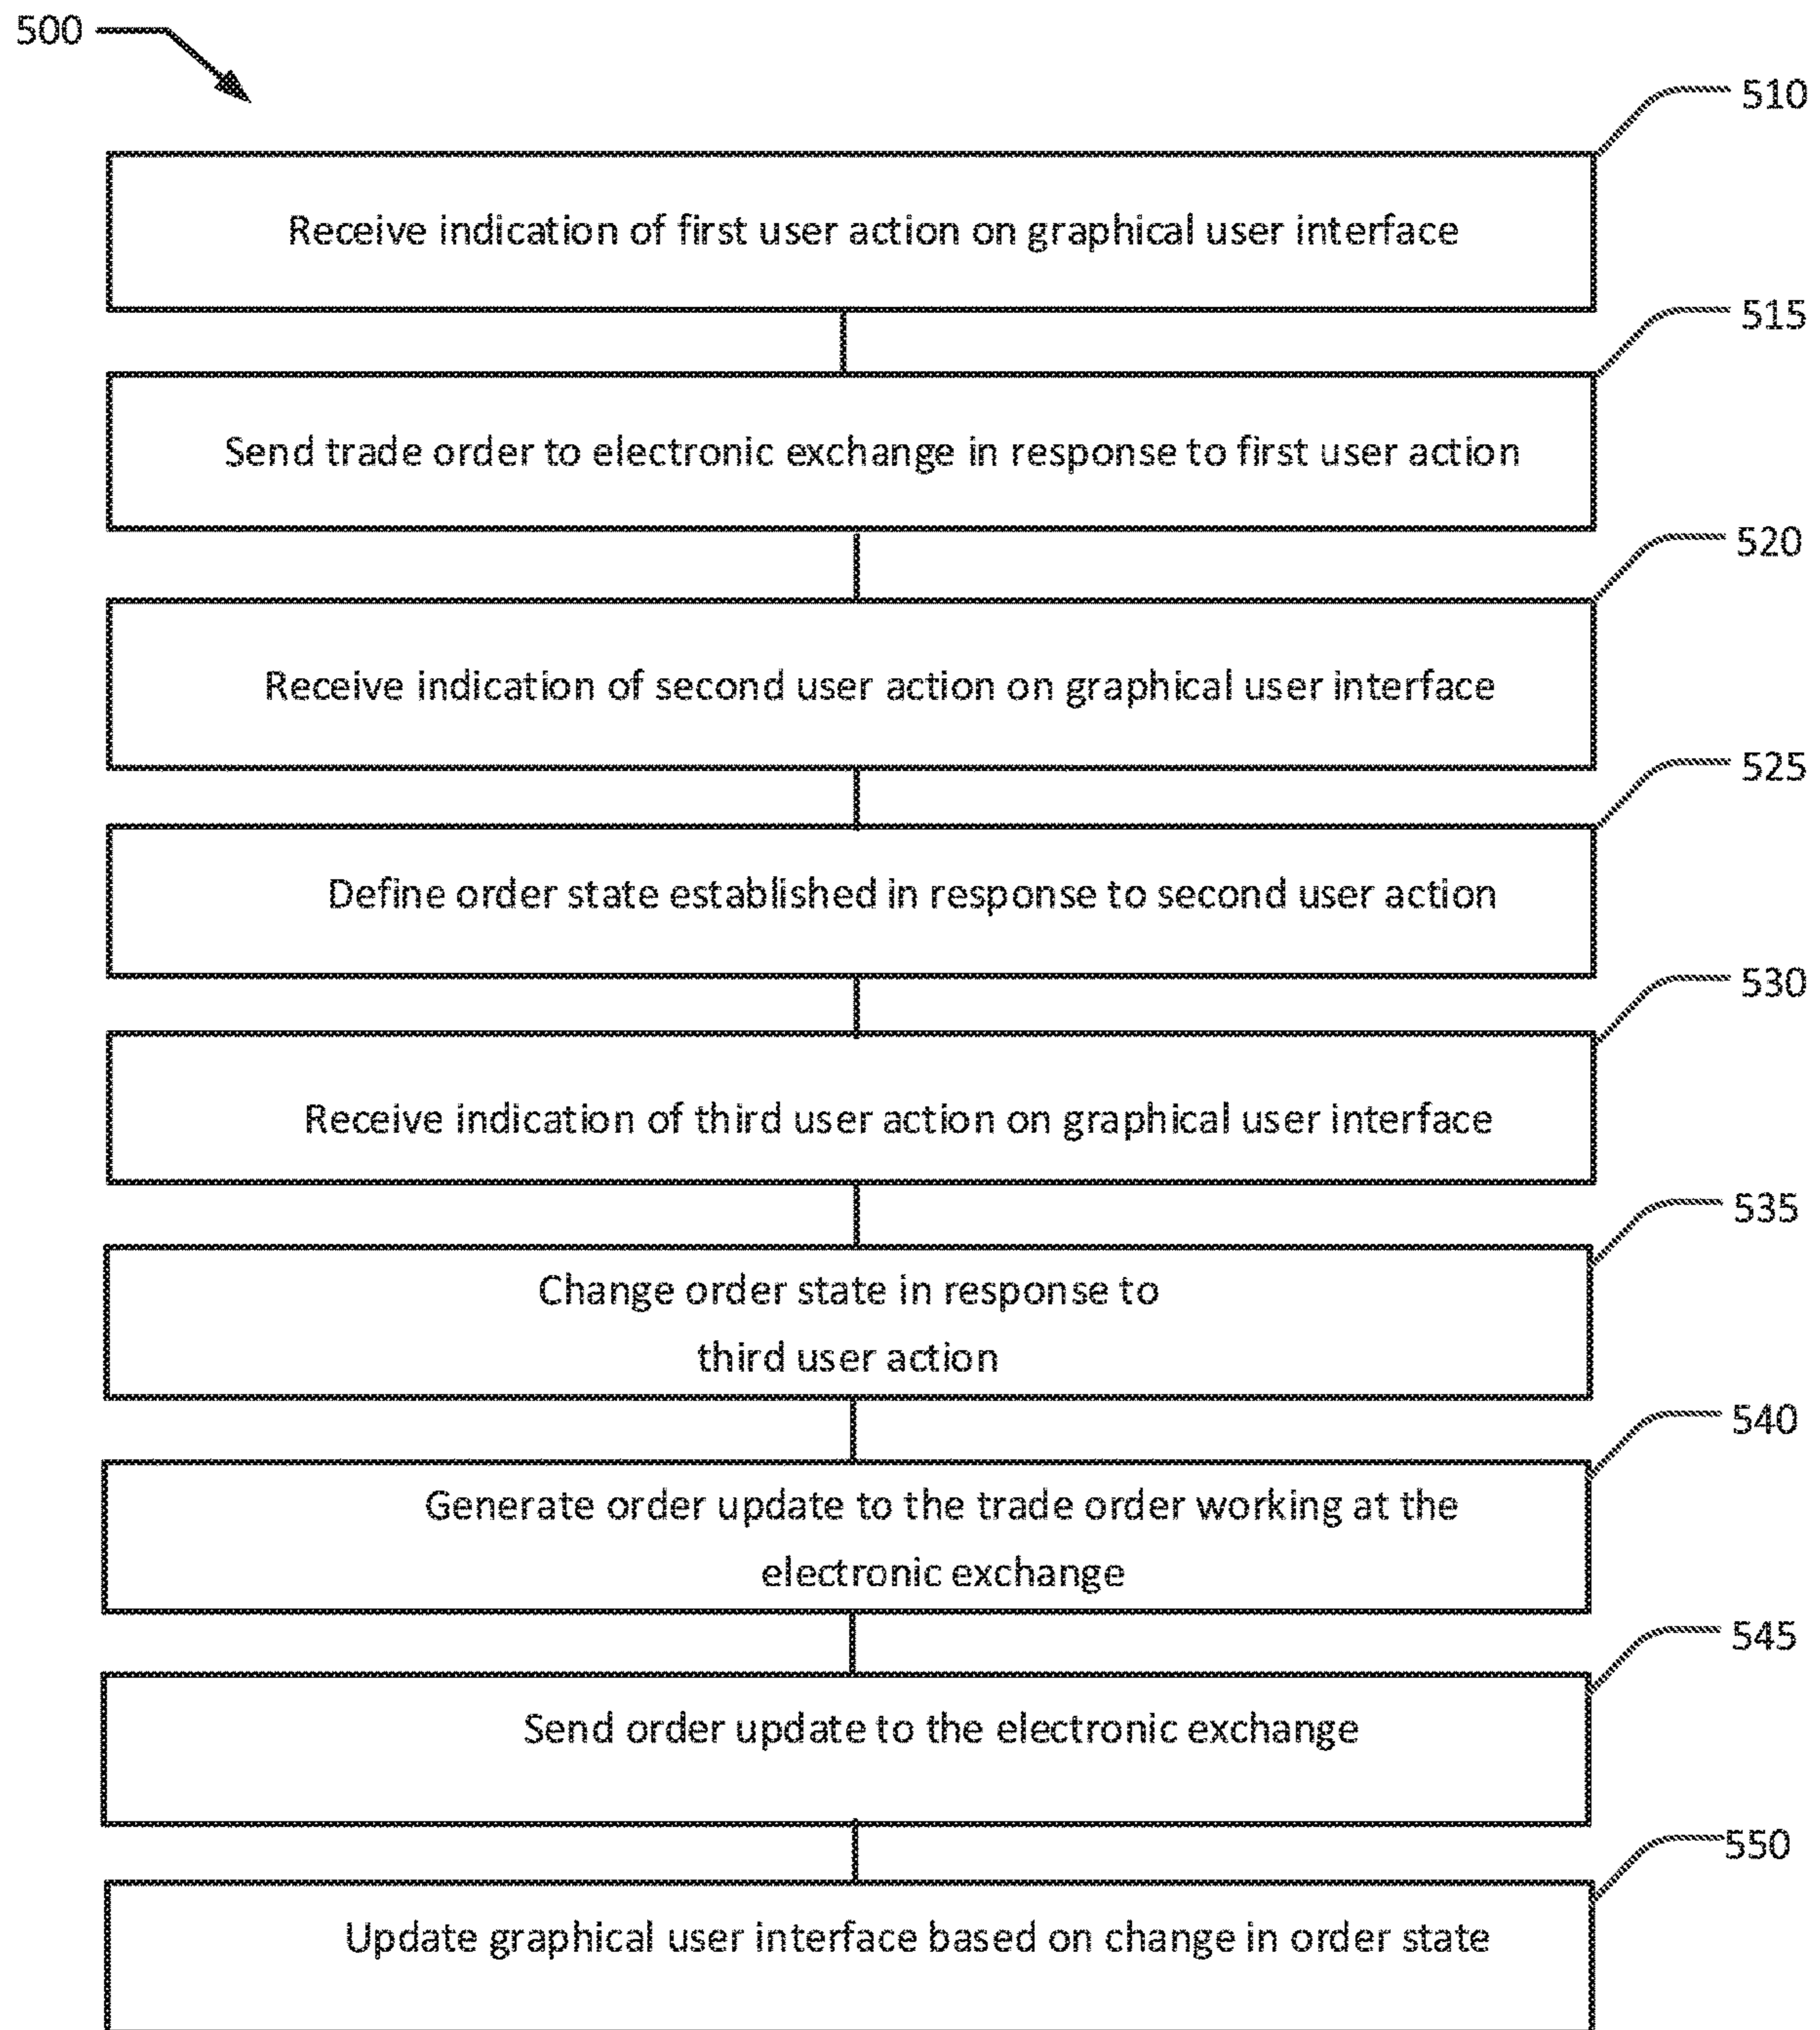 500
510
Receive indication of first user action on graphical user interface
515
Send trade order to electronic exchange in response to first user action
520
Receive indication of second user action on graphical user interface
525
Define order state established in response to second user action
530
Receive indication of third user action on graphical user interface
535
Change order state in response to
third user action
540
Generate order update to the trade order working at the
electronic exchange
545
Send order update to the electronic exchange
550
Update graphical user interface based on change in order state